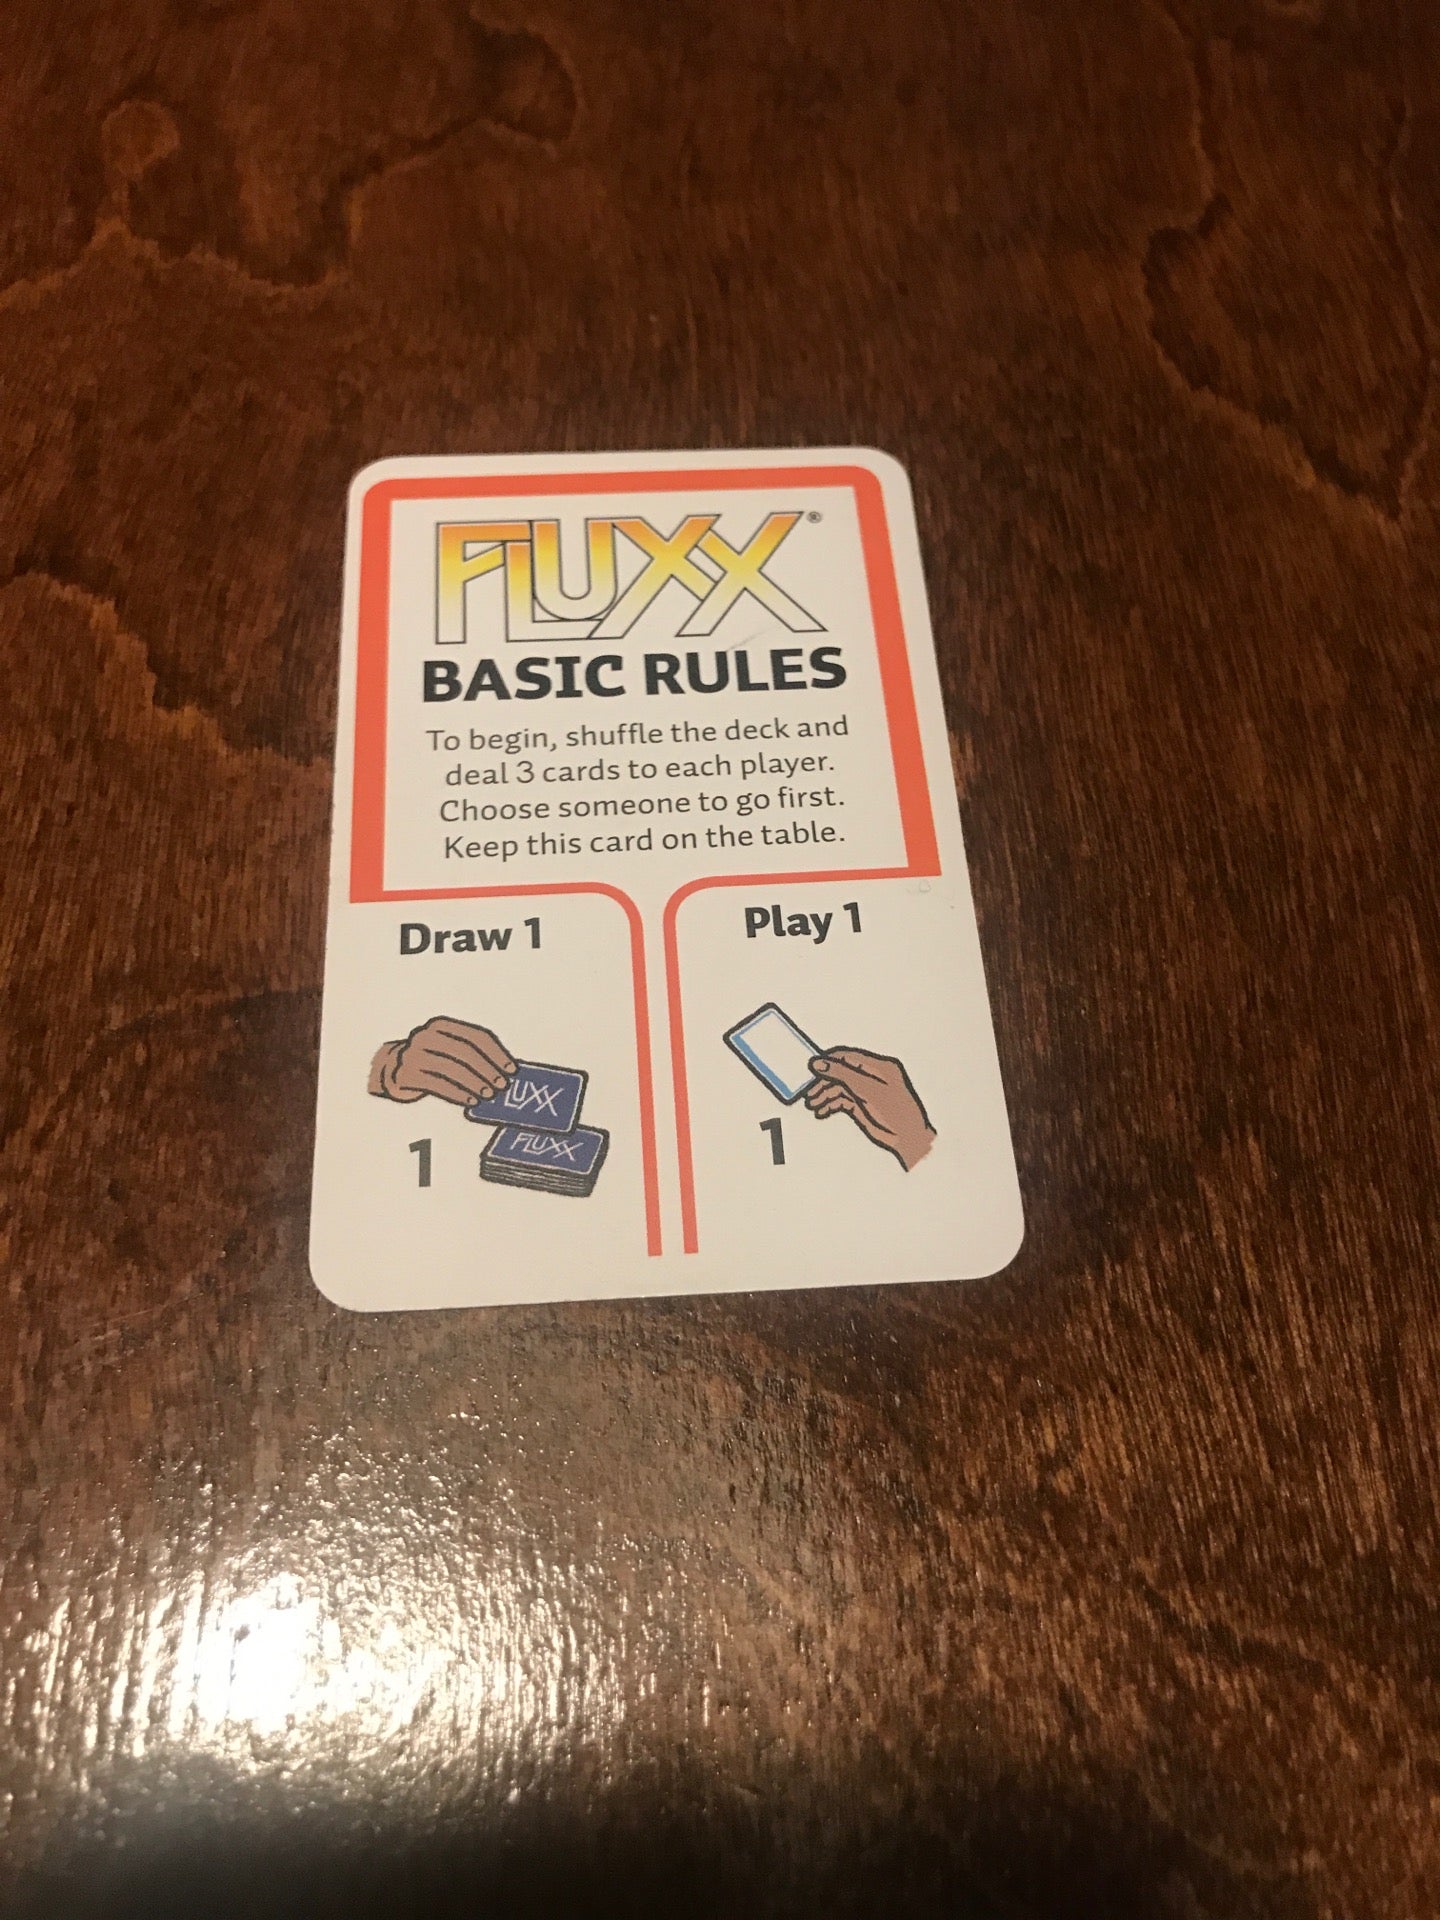 FLUXX®
BASIC RULES
To begin, shuffle the deck and
deal 3 cards to each player.
Choose someone to go first.
Keep this card on the table.
Draw 1
LUXX
FLUXX
1
Play 1
1